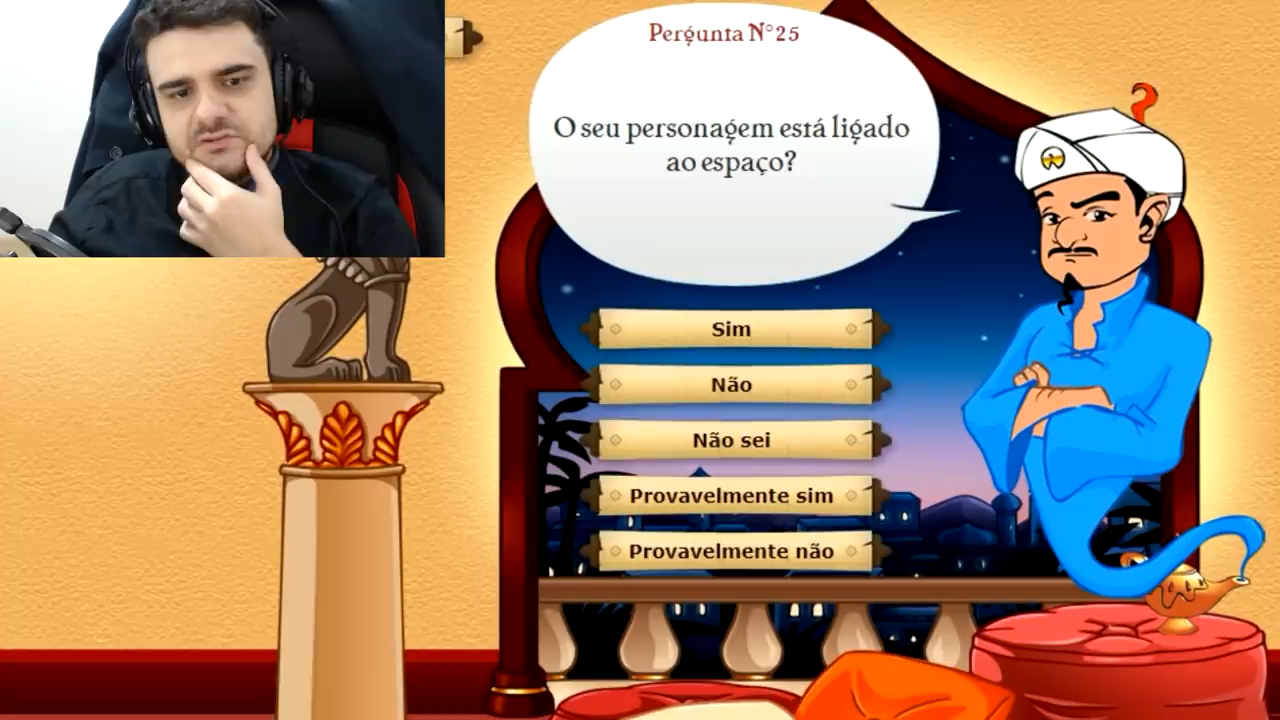 Pergunta N°25
O seu personagem está ligado
ao espaço?
Sim
Não
Não sei
Provavelmente sim
Provavelmente não